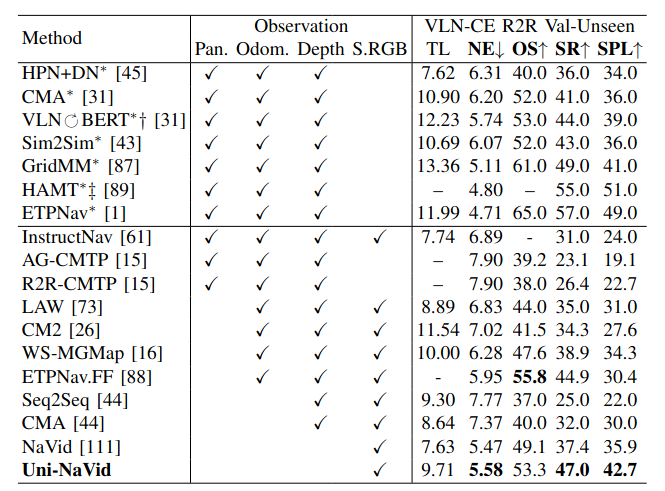 Method Observation VLN-CE R2R Val-Unseen
Pan. Odom. Depth S.RGB TL NE↓ OS↑ SR↑ SPL↑
HPN+DN* [45] ✓ ✓ ✓ 7.62 6.31 40.0 36.0 34.0
CMA* [31] ✓ ✓ ✓ 10.90 6.20 52.0 41.0 36.0
VLN↻BERT*† [31] ✓ ✓ ✓ 12.23 5.74 53.0 44.0 39.0
Sim2Sim* [43] ✓ ✓ ✓ 10.69 6.07 52.0 43.0 36.0
GridMM* [87] ✓ ✓ ✓ 13.36 5.11 61.0 49.0 41.0
HAMT*‡ [89] ✓ ✓ ✓ – 4.80 – 55.0 51.0
ETPNav* [1] ✓ ✓ ✓ 11.99 4.71 65.0 57.0 49.0
InstructNav [61] ✓ ✓ ✓ ✓ 7.74 6.89 - 31.0 24.0
AG-CMTP [15] ✓ ✓ ✓ – 7.90 39.2 23.1 19.1
R2R-CMTP [15] ✓ ✓ ✓ – 7.90 38.0 26.4 22.7
LAW [73] ✓ ✓ ✓ 8.89 6.83 44.0 35.0 31.0
CM2 [26] ✓ ✓ ✓ 11.54 7.02 41.5 34.3 27.6
WS-MGMap [16] ✓ ✓ ✓ 10.00 6.28 47.6 38.9 34.3
ETPNav.FF [88] ✓ ✓ ✓ - 5.95 55.8 44.9 30.4
Seq2Seq [44] ✓ ✓ 9.30 7.77 37.0 25.0 22.0
CMA [44] ✓ ✓ 8.64 7.37 40.0 32.0 30.0
NaVid [111] ✓ 7.63 5.47 49.1 37.4 35.9
Uni-NaVid ✓ 9.71 5.58 53.3 47.0 42.7